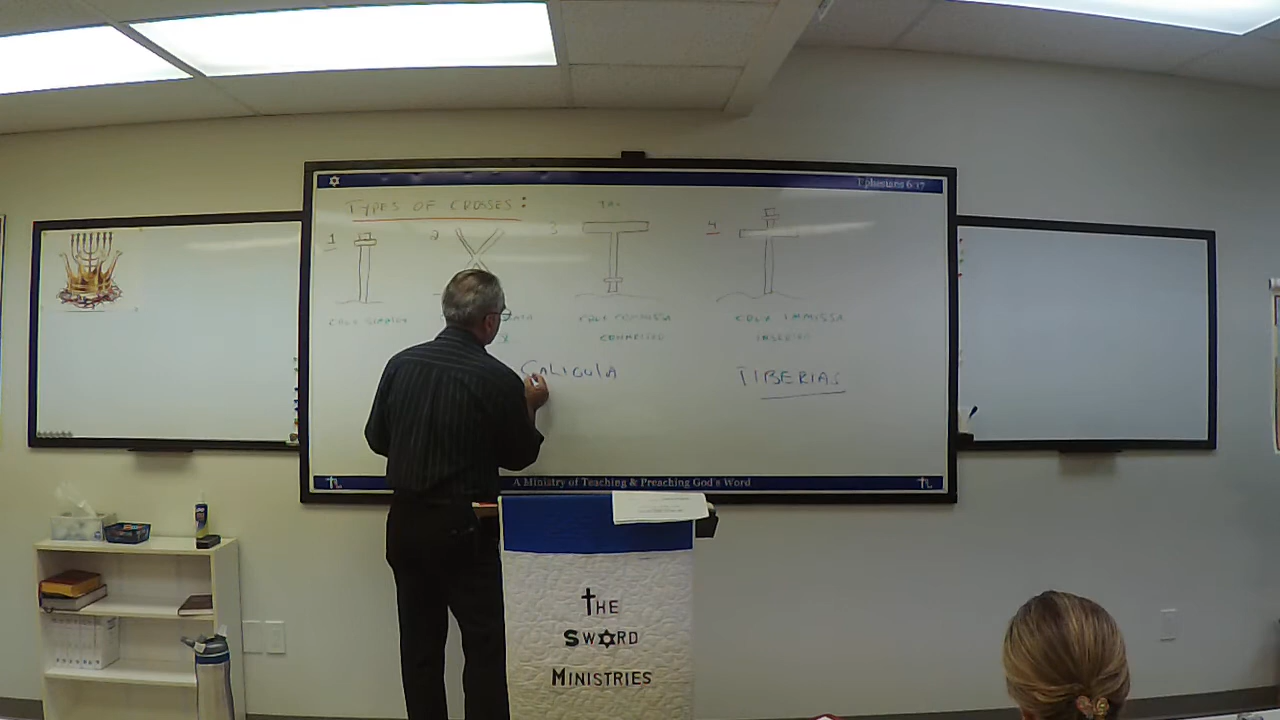 Ephesians 6:17
TYPES OF CROSSES:
1
2
3
4
CRUX SIMPLEX
CRUX COMMISSA
CRUX IMMISSA
X
CONNECTED
INSERTED
CALIGULA
TIBERIAS
A Ministry of Teaching & Preaching God's Word
THE
SWORD
MINISTRIES